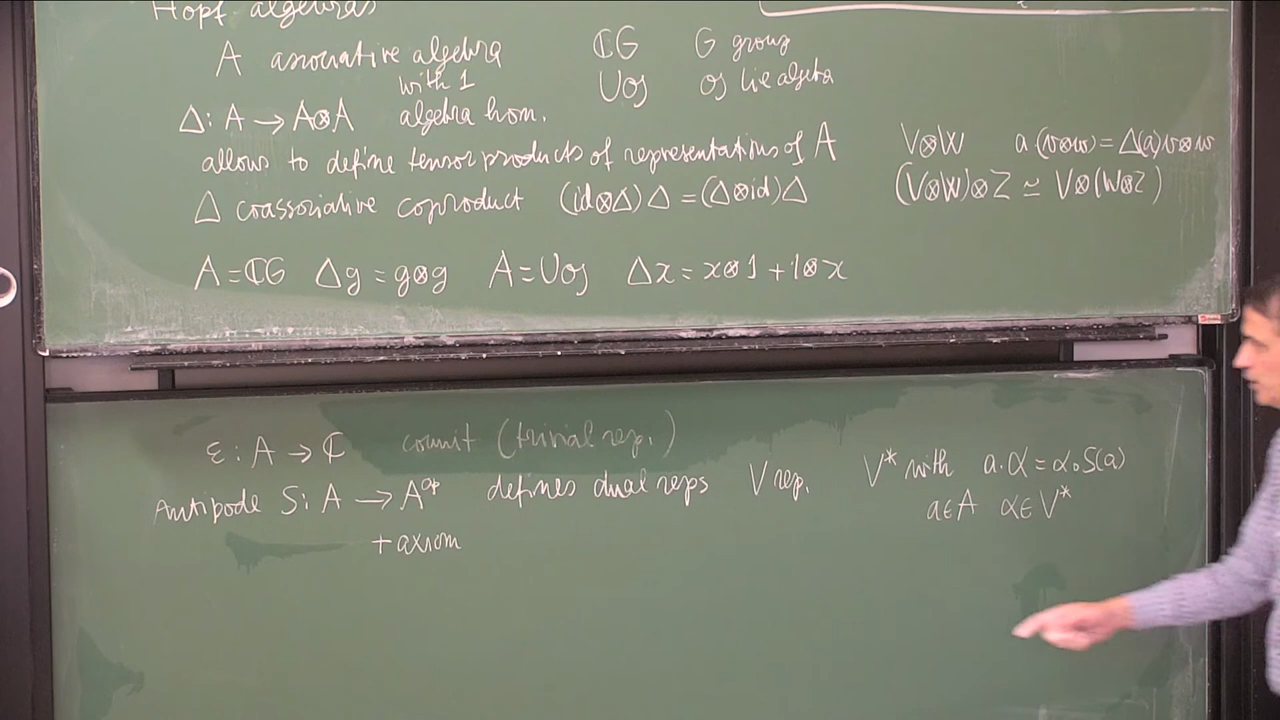 Hopf algebras
A associative algebra with 1 ℂG G group
U𝔤 𝔤 Lie algebra
Δ: A → A⊗A algebra hom.
allows to define tensor products of representations of A V⊗W a(v⊗w) = Δ(a)v⊗w
Δ coassociative coproduct (id⊗Δ)Δ = (Δ⊗id)Δ (V⊗W)⊗Z ≃ V⊗(W⊗Z)
A = ℂG Δg = g⊗g A = U𝔤 Δx = x⊗1 + 1⊗x
ε: A → ℂ counit (trivial rep.)
Antipode S: A → A^op defines dual reps V rep. V* with a.α = α∘S(a)
a∈A α∈V*
+ axiom